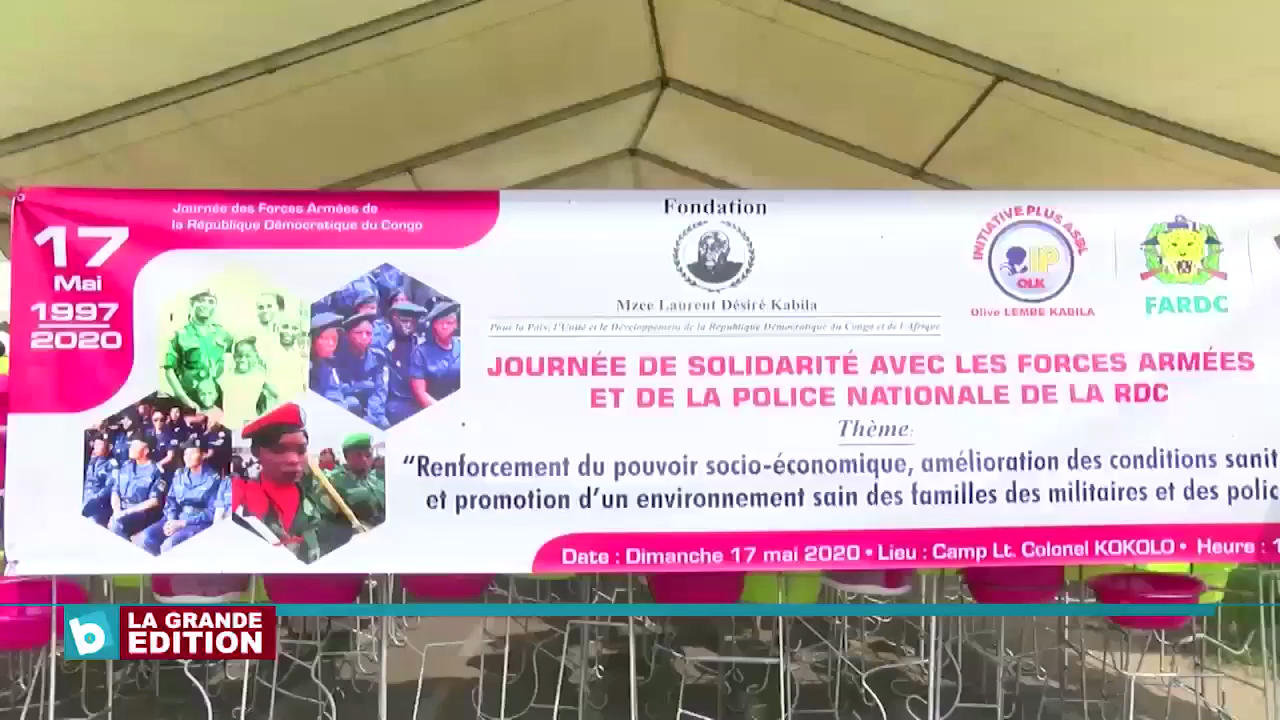 Journée des Forces Armées de
la République Démocratique du Congo
17
Mai
1997
2020
Fondation
Mzee Laurent Désiré Kabila
Pour la Paix, l'Unité et le Développement de la République Démocratique du Congo et de l'Afrique
INITIATIVE PLUS ASBL
IP
OLK
Olive LEMBE KABILA
FARDC
JOURNÉE DE SOLIDARITÉ AVEC LES FORCES ARMÉES
ET DE LA POLICE NATIONALE DE LA RDC
Thème:
“Renforcement du pouvoir socio-économique, amélioration des conditions sanit
et promotion d’un environnement sain des familles des militaires et des polic
Date : Dimanche 17 mai 2020 • Lieu : Camp Lt. Colonel KOKOLO • Heure : 1
b
LA GRANDE
EDITION